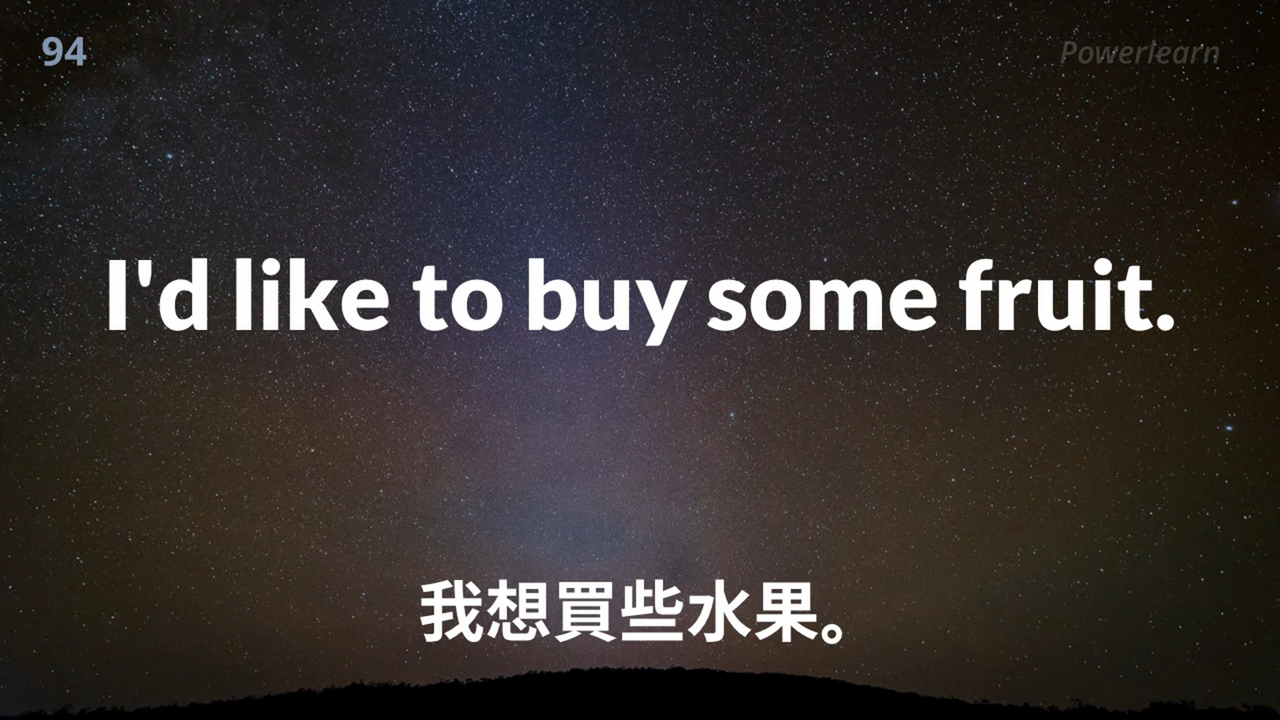 94
Powerlearn
I'd like to buy some fruit.
我想買些水果。